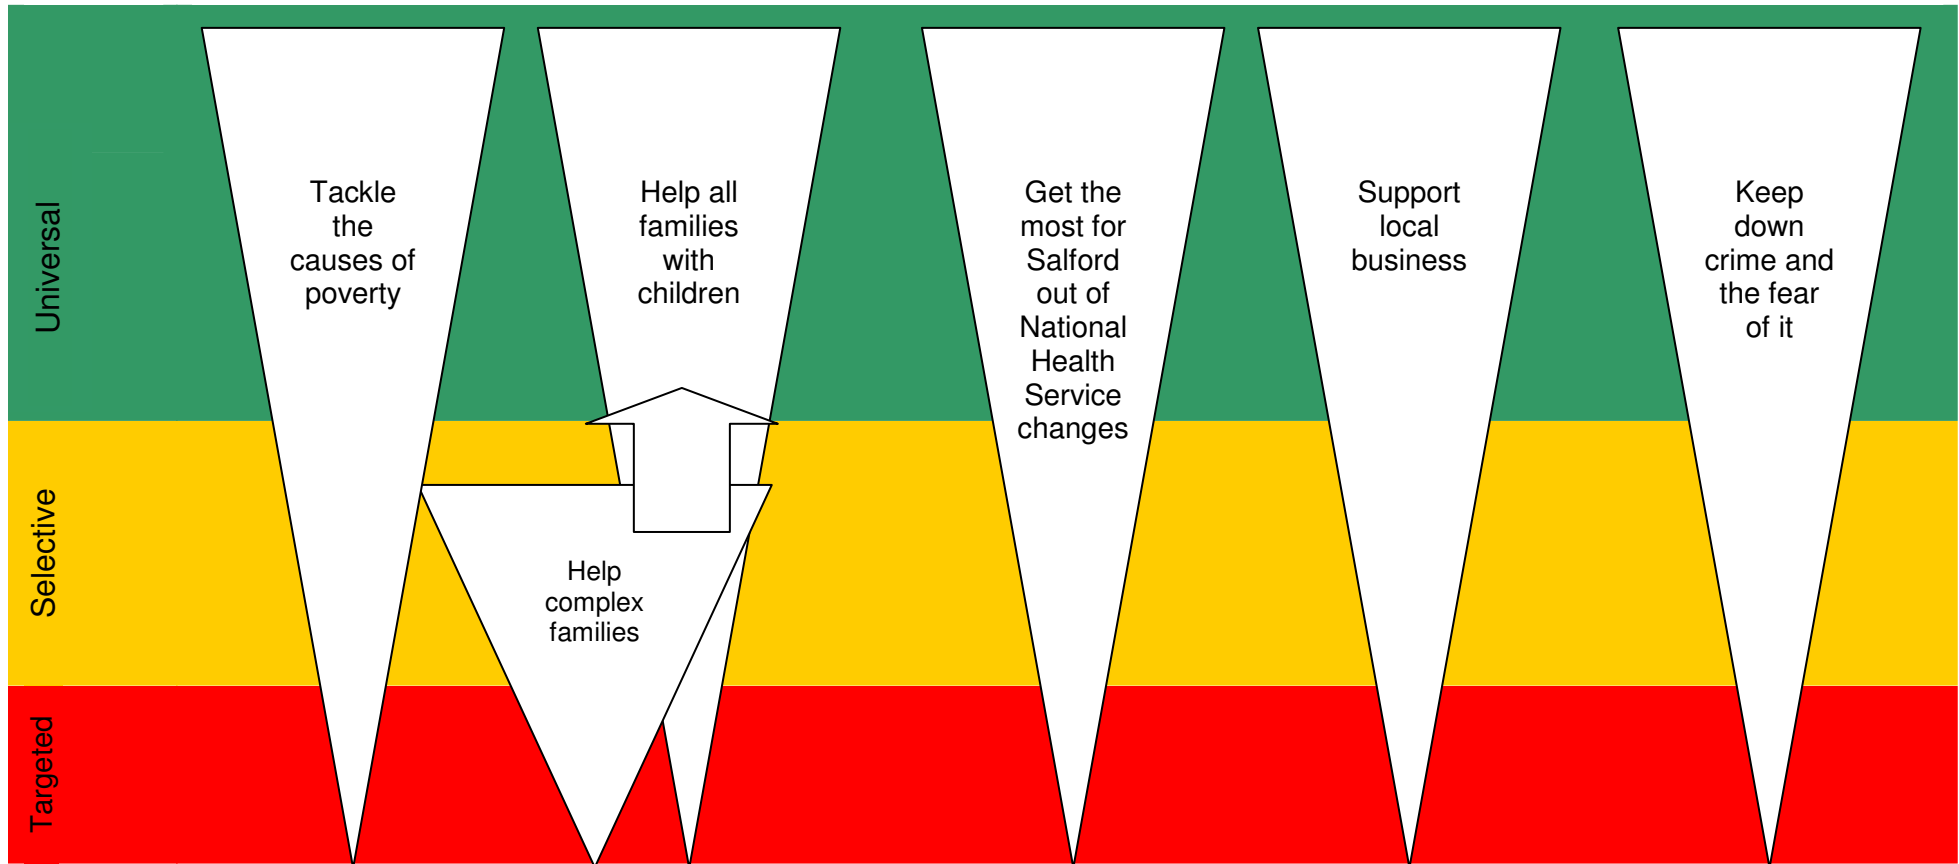 Universal
Selective
Targeted
Tackle
the
causes of
poverty
Help all
families
with
children
Help
complex
families
Get the
most for
Salford
out of
National
Health
Service
changes
Support
local
business
Keep
down
crime and
the fear
of it